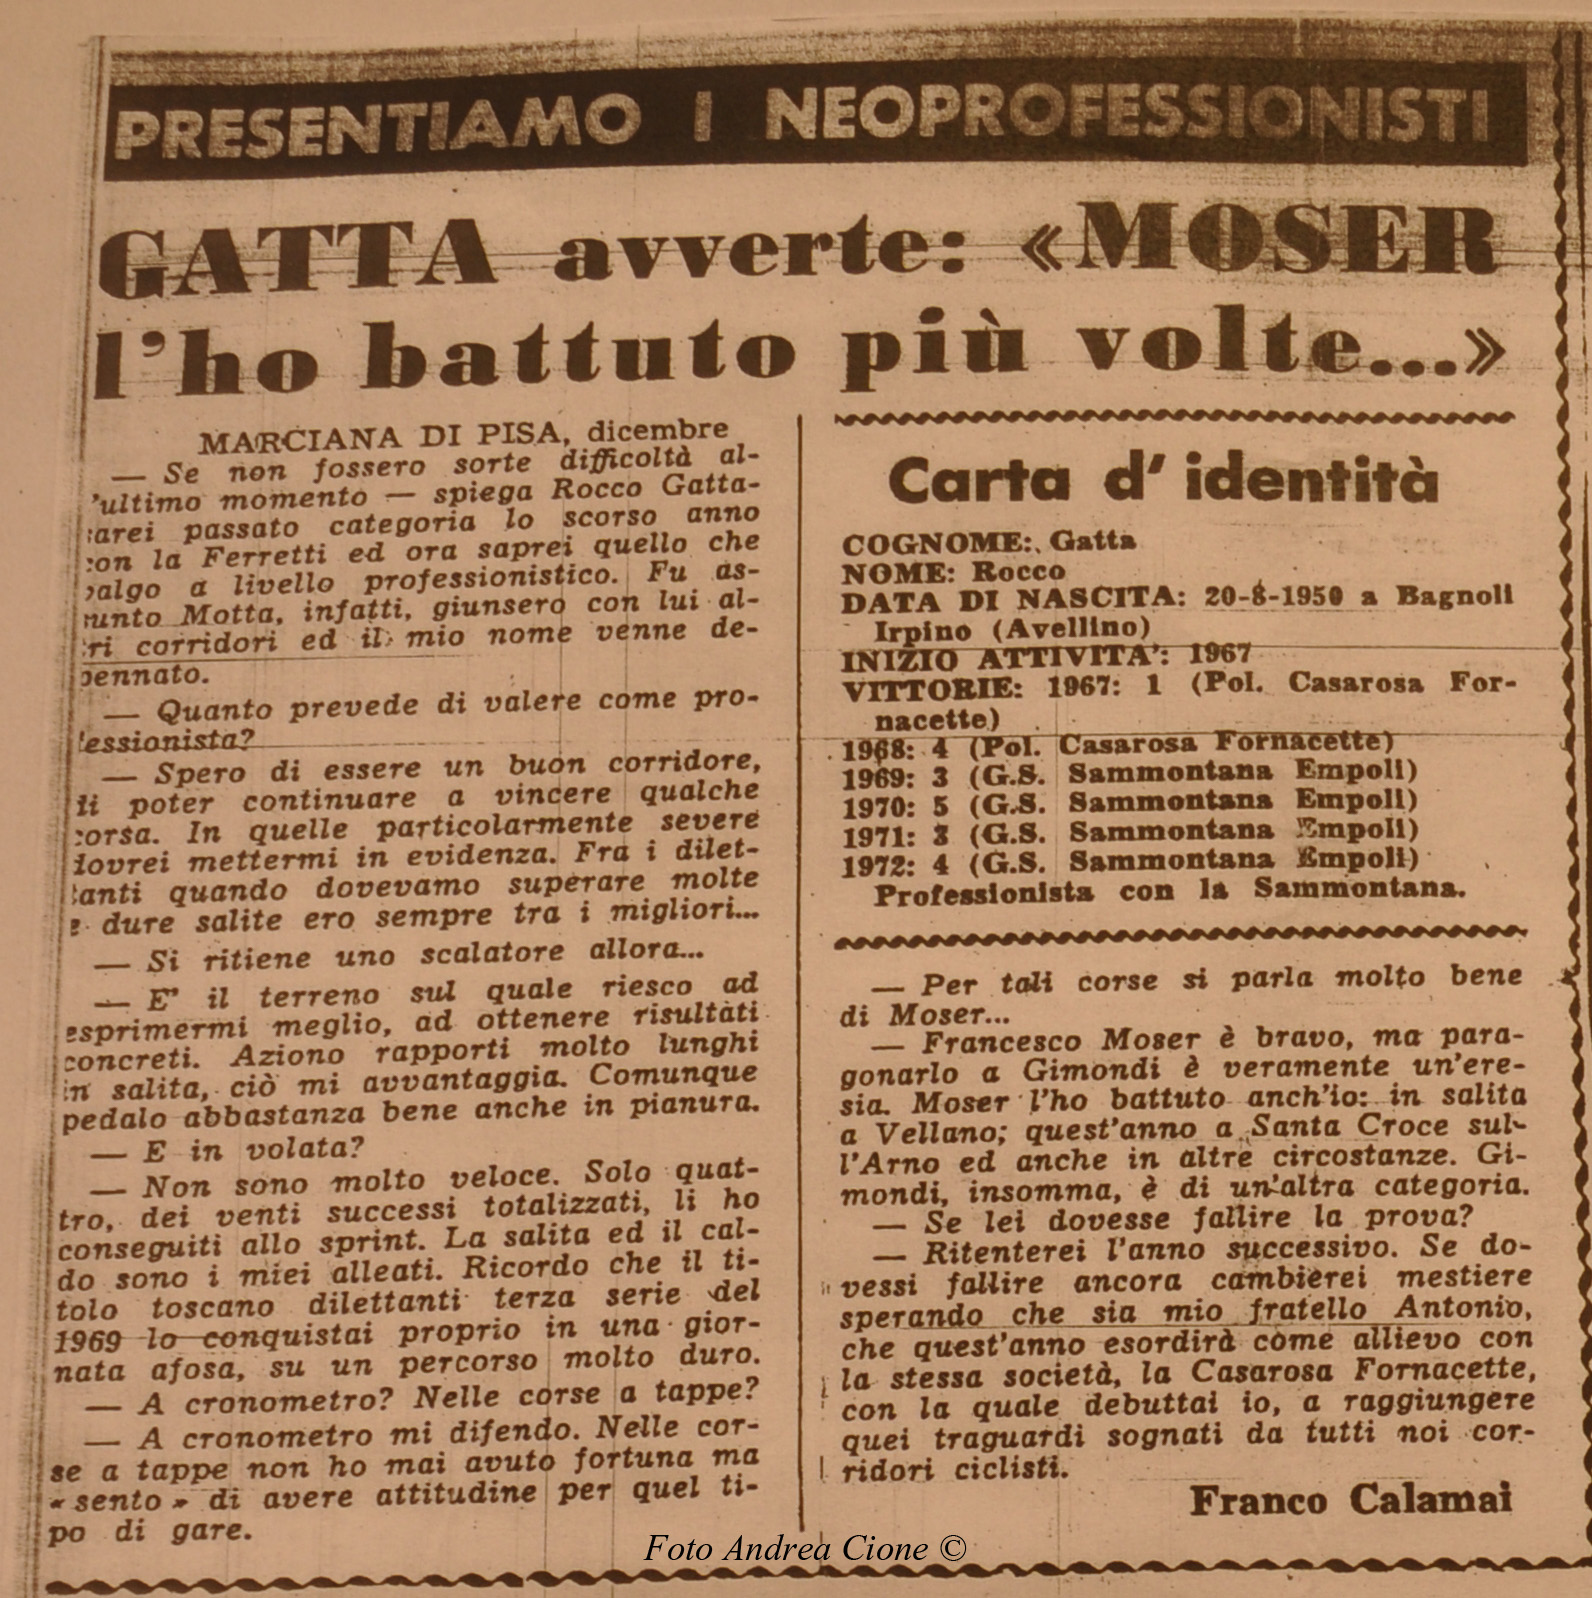 PRESENTIAMO I NEOPROFESSIONISTI
GATTA avverte: «MOSER
l'ho battuto più volte...»
MARCIANA DI PISA, dicembre
— Se non fossero sorte difficoltà al-
'ultimo momento — spiega Rocco Gatta-
arei passato categoria lo scorso anno
con la Ferretti ed ora saprei quello che
valgo a livello professionistico. Fu as-
unto Motta, infatti, giunsero con lui al-
ri corridori ed il mio nome venne de-
pennato.
— Quanto prevede di valere come pro-
fessionista?
— Spero di essere un buon corridore,
di poter continuare a vincere qualche
corsa. In quelle particolarmente severe
dovrei mettermi in evidenza. Fra i dilet-
tanti quando dovevamo superare molte
e dure salite ero sempre tra i migliori...
— Si ritiene uno scalatore allora...
— E' il terreno sul quale riesco ad
esprimermi meglio, ad ottenere risultati
concreti. Aziono rapporti molto lunghi
in salita, ciò mi avvantaggia. Comunque
pedalo abbastanza bene anche in pianura.
— E in volata?
— Non sono molto veloce. Solo quat-
tro, dei venti successi totalizzati, li ho
conseguiti allo sprint. La salita ed il cal-
do sono i miei alleati. Ricordo che il ti-
tolo toscano dilettanti terza serie del
1969 lo conquistai proprio in una gior-
nata afosa, su un percorso molto duro.
— A cronometro? Nelle corse a tappe?
— A cronometro mi difendo. Nelle cor-
se a tappe non ho mai avuto fortuna ma
« sento » di avere attitudine per quel ti-
po di gare.
Carta d'identità
COGNOME: Gatta
NOME: Rocco
DATA DI NASCITA: 20-8-1950 a Bagnoli
Irpino (Avellino)
INIZIO ATTIVITA': 1967
VITTORIE: 1967: 1 (Pol. Casarosa For-
nacette)
1968: 4 (Pol. Casarosa Fornacette)
1969: 3 (G.S. Sammontana Empoli)
1970: 5 (G.S. Sammontana Empoli)
1971: 3 (G.S. Sammontana Empoli)
1972: 4 (G.S. Sammontana Empoli)
Professionista con la Sammontana.
— Per tali corse si parla molto bene
di Moser...
— Francesco Moser è bravo, ma para-
gonarlo a Gimondi è veramente un'ere-
sia. Moser l'ho battuto anch'io: in salita
a Vellano; quest'anno a Santa Croce sul-
l'Arno ed anche in altre circostanze. Gi-
mondi, insomma, è di un'altra categoria.
— Se lei dovesse fallire la prova?
— Ritenterei l'anno successivo. Se do-
vessi fallire ancora cambierei mestiere
sperando che sia mio fratello Antonio,
che quest'anno esordirà come allievo con
la stessa società, la Casarosa Fornacette,
con la quale debuttai io, a raggiungere
quei traguardi sognati da tutti noi cor-
ridori ciclisti.
Franco Calamai
Foto Andrea Cione ©